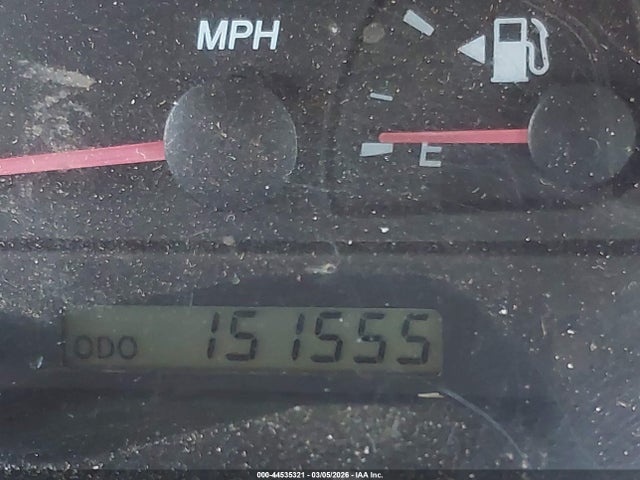 MPH
E
ODO 151555
000-44535321 - 03/05/2026 - IAA Inc.